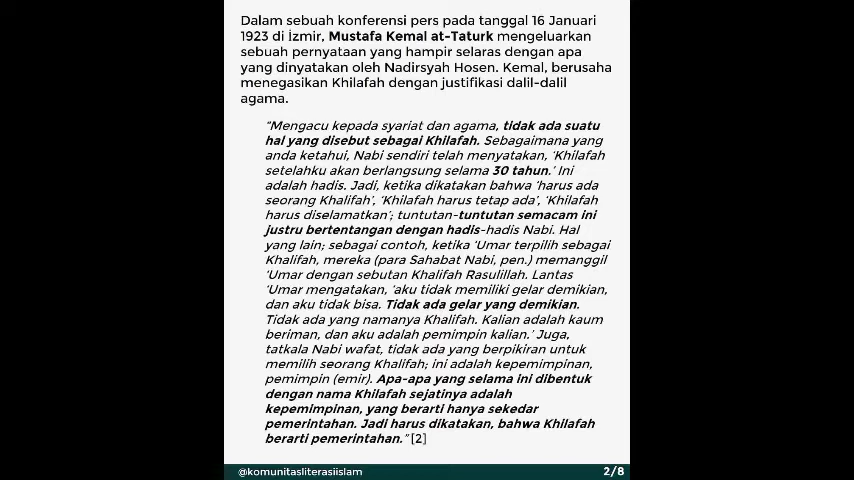 Dalam sebuah konferensi pers pada tanggal 16 Januari
1923 di İzmir, Mustafa Kemal at-Taturk mengeluarkan
sebuah pernyataan yang hampir selaras dengan apa
yang dinyatakan oleh Nadirsyah Hosen. Kemal, berusaha
menegasikan Khilafah dengan justifikasi dalil-dalil
agama.
"Mengacu kepada syariat dan agama, tidak ada suatu
hal yang disebut sebagai Khilafah. Sebagaimana yang
anda ketahui, Nabi sendiri telah menyatakan, 'Khilafah
setelahku akan berlangsung selama 30 tahun.' Ini
adalah hadis. Jadi, ketika dikatakan bahwa 'harus ada
seorang Khalifah', 'Khilafah harus tetap ada', 'Khilafah
harus diselamatkan'; tuntutan-tuntutan semacam ini
justru bertentangan dengan hadis-hadis Nabi. Hal
yang lain; sebagai contoh, ketika 'Umar terpilih sebagai
Khalifah, mereka (para Sahabat Nabi, pen.) memanggil
'Umar dengan sebutan Khalifah Rasulillah. Lantas
'Umar mengatakan, 'aku tidak memiliki gelar demikian,
dan aku tidak bisa. Tidak ada gelar yang demikian.
Tidak ada yang namanya Khalifah. Kalian adalah kaum
beriman, dan aku adalah pemimpin kalian.' Juga,
tatkala Nabi wafat, tidak ada yang berpikiran untuk
memilih seorang Khalifah; ini adalah kepemimpinan,
pemimpin (emir). Apa-apa yang selama ini dibentuk
dengan nama Khilafah sejatinya adalah
kepemimpinan, yang berarti hanya sekedar
pemerintahan. Jadi harus dikatakan, bahwa Khilafah
berarti pemerintahan." [2]
@komunitasliterasiislam 2/8